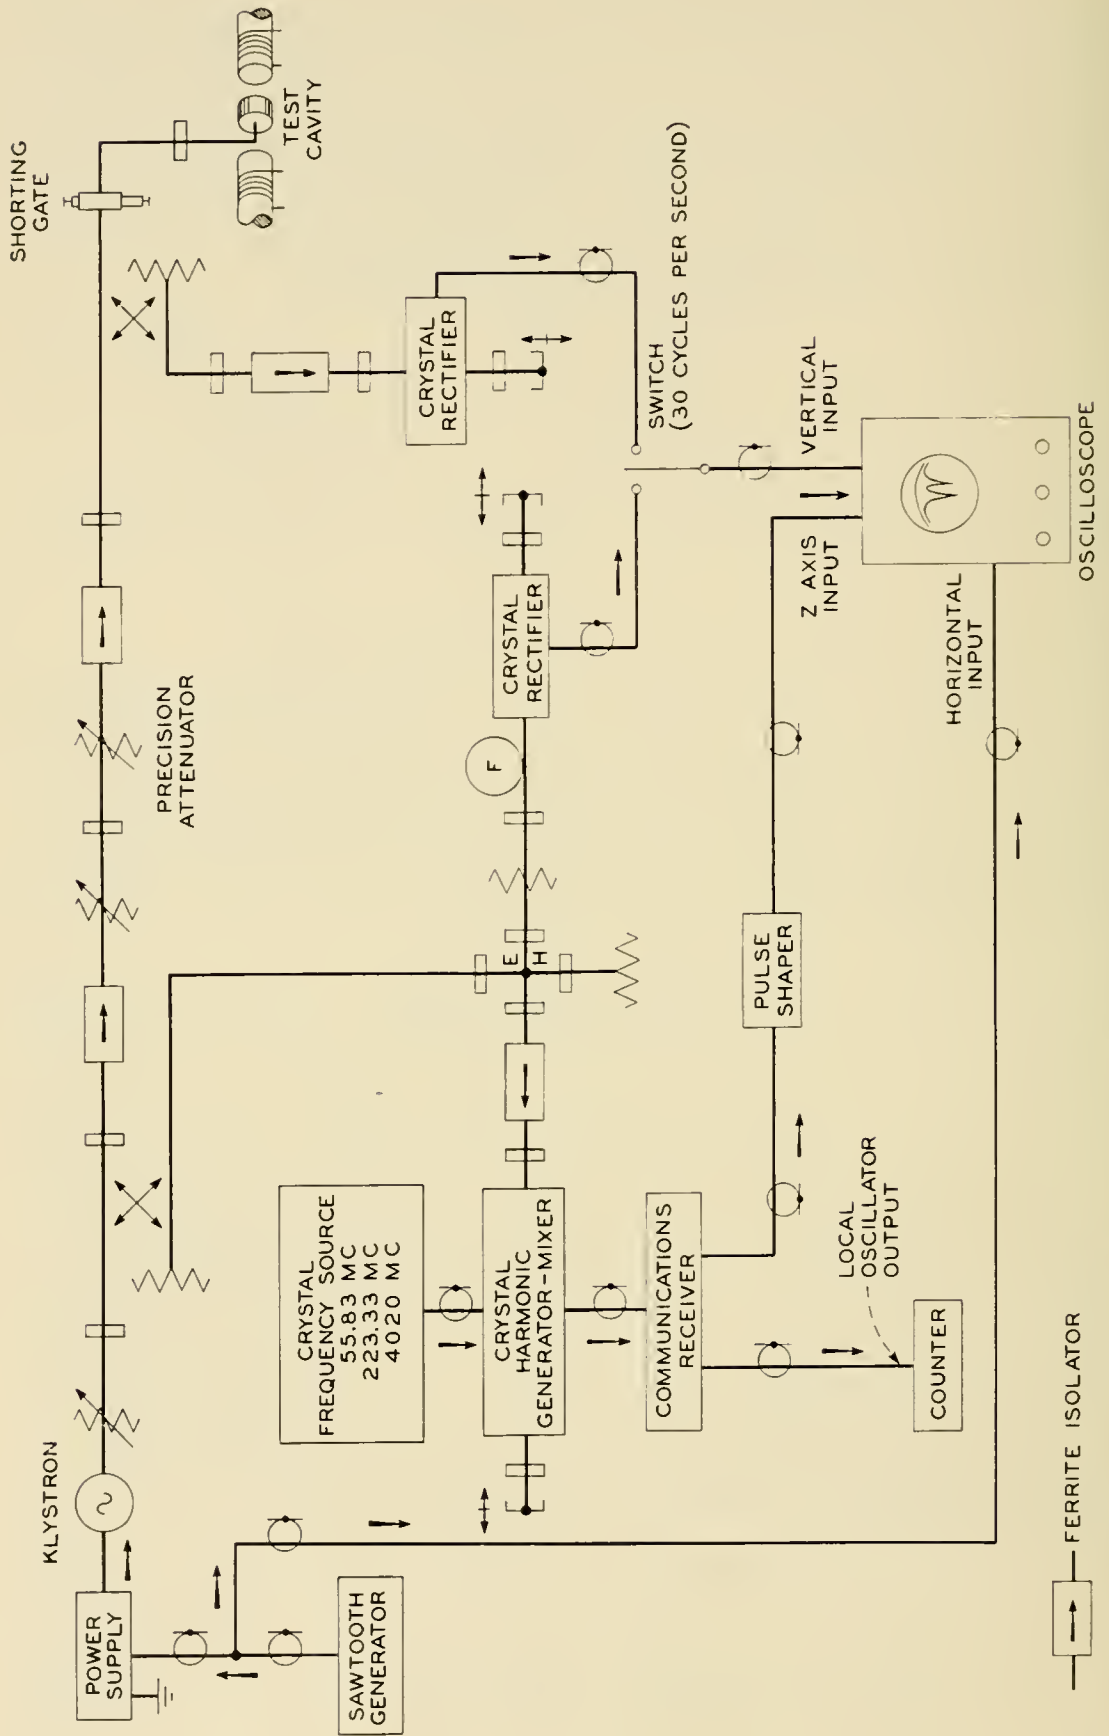 POWER
SUPPLY
KLYSTRON
PRECISION
ATTENUATOR
SHORTING
GATE
TEST
CAVITY
SAWTOOTH
GENERATOR
CRYSTAL
FREQUENCY SOURCE
55.83 MC
223.33 MC
4020 MC
CRYSTAL
HARMONIC
GENERATOR-MIXER
E
H
F
CRYSTAL
RECTIFIER
CRYSTAL
RECTIFIER
SWITCH
(30 CYCLES PER SECOND)
COMMUNICATIONS
RECEIVER
LOCAL
OSCILLATOR
OUTPUT
COUNTER
PULSE
SHAPER
Z AXIS
INPUT
VERTICAL
INPUT
HORIZONTAL
INPUT
OSCILLOSCOPE
FERRITE ISOLATOR